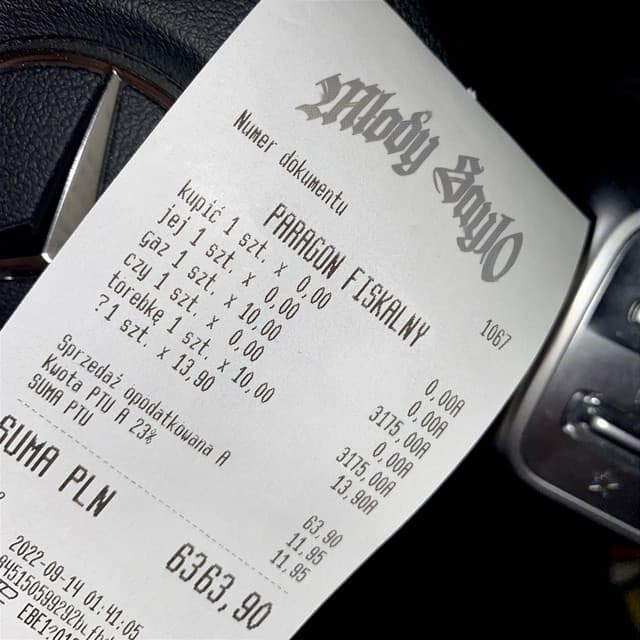 Młody Say10
Numer dokumentu 1067
PARAGON FISKALNY
kupić 1 szt. x 0,00 0,00A
jej 1 szt. x 0,00 0,00A
gaz 1 szt. x 10,00 3175,00A
czy 1 szt. x 0,00 0,00A
torebkę 1 szt. x 10,00 3175,00A
? 1 szt. x 13.90 13.90A
Sprzedaż opodatkowana A 63.90
Kwota PTU A 23% 11.95
SUMA PTU 11.95
SUMA PLN 6363,90
2022-09-14 01:41:05